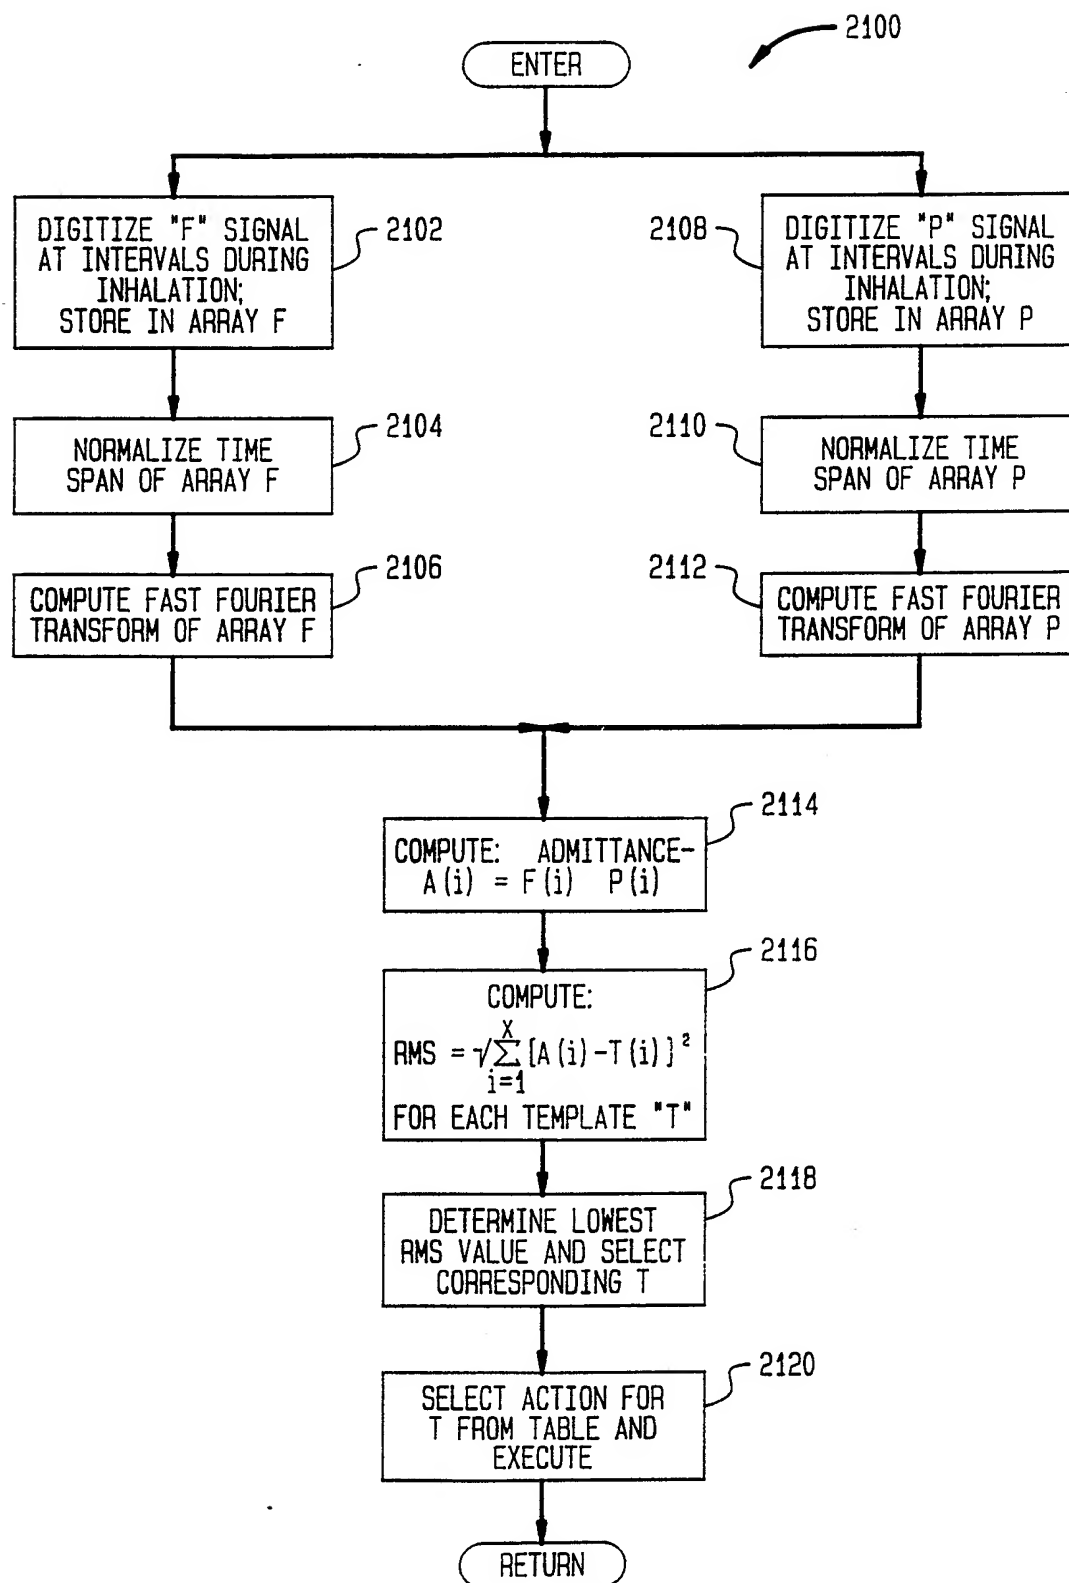 2100
ENTER
DIGITIZE "F" SIGNAL
AT INTERVALS DURING
INHALATION;
STORE IN ARRAY F
2102
2108
DIGITIZE "P" SIGNAL
AT INTERVALS DURING
INHALATION;
STORE IN ARRAY P
NORMALIZE TIME
SPAN OF ARRAY F
2104
2110
NORMALIZE TIME
SPAN OF ARRAY P
COMPUTE FAST FOURIER
TRANSFORM OF ARRAY F
2106
2112
COMPUTE FAST FOURIER
TRANSFORM OF ARRAY P
2114
COMPUTE: ADMITTANCE-
A(i) = F(i) P(i)
2116
COMPUTE:
RMS = √∑ X i=1 [A(i)-T(i)]²
FOR EACH TEMPLATE "T"
2118
DETERMINE LOWEST
RMS VALUE AND SELECT
CORRESPONDING T
2120
SELECT ACTION FOR
T FROM TABLE AND
EXECUTE
RETURN